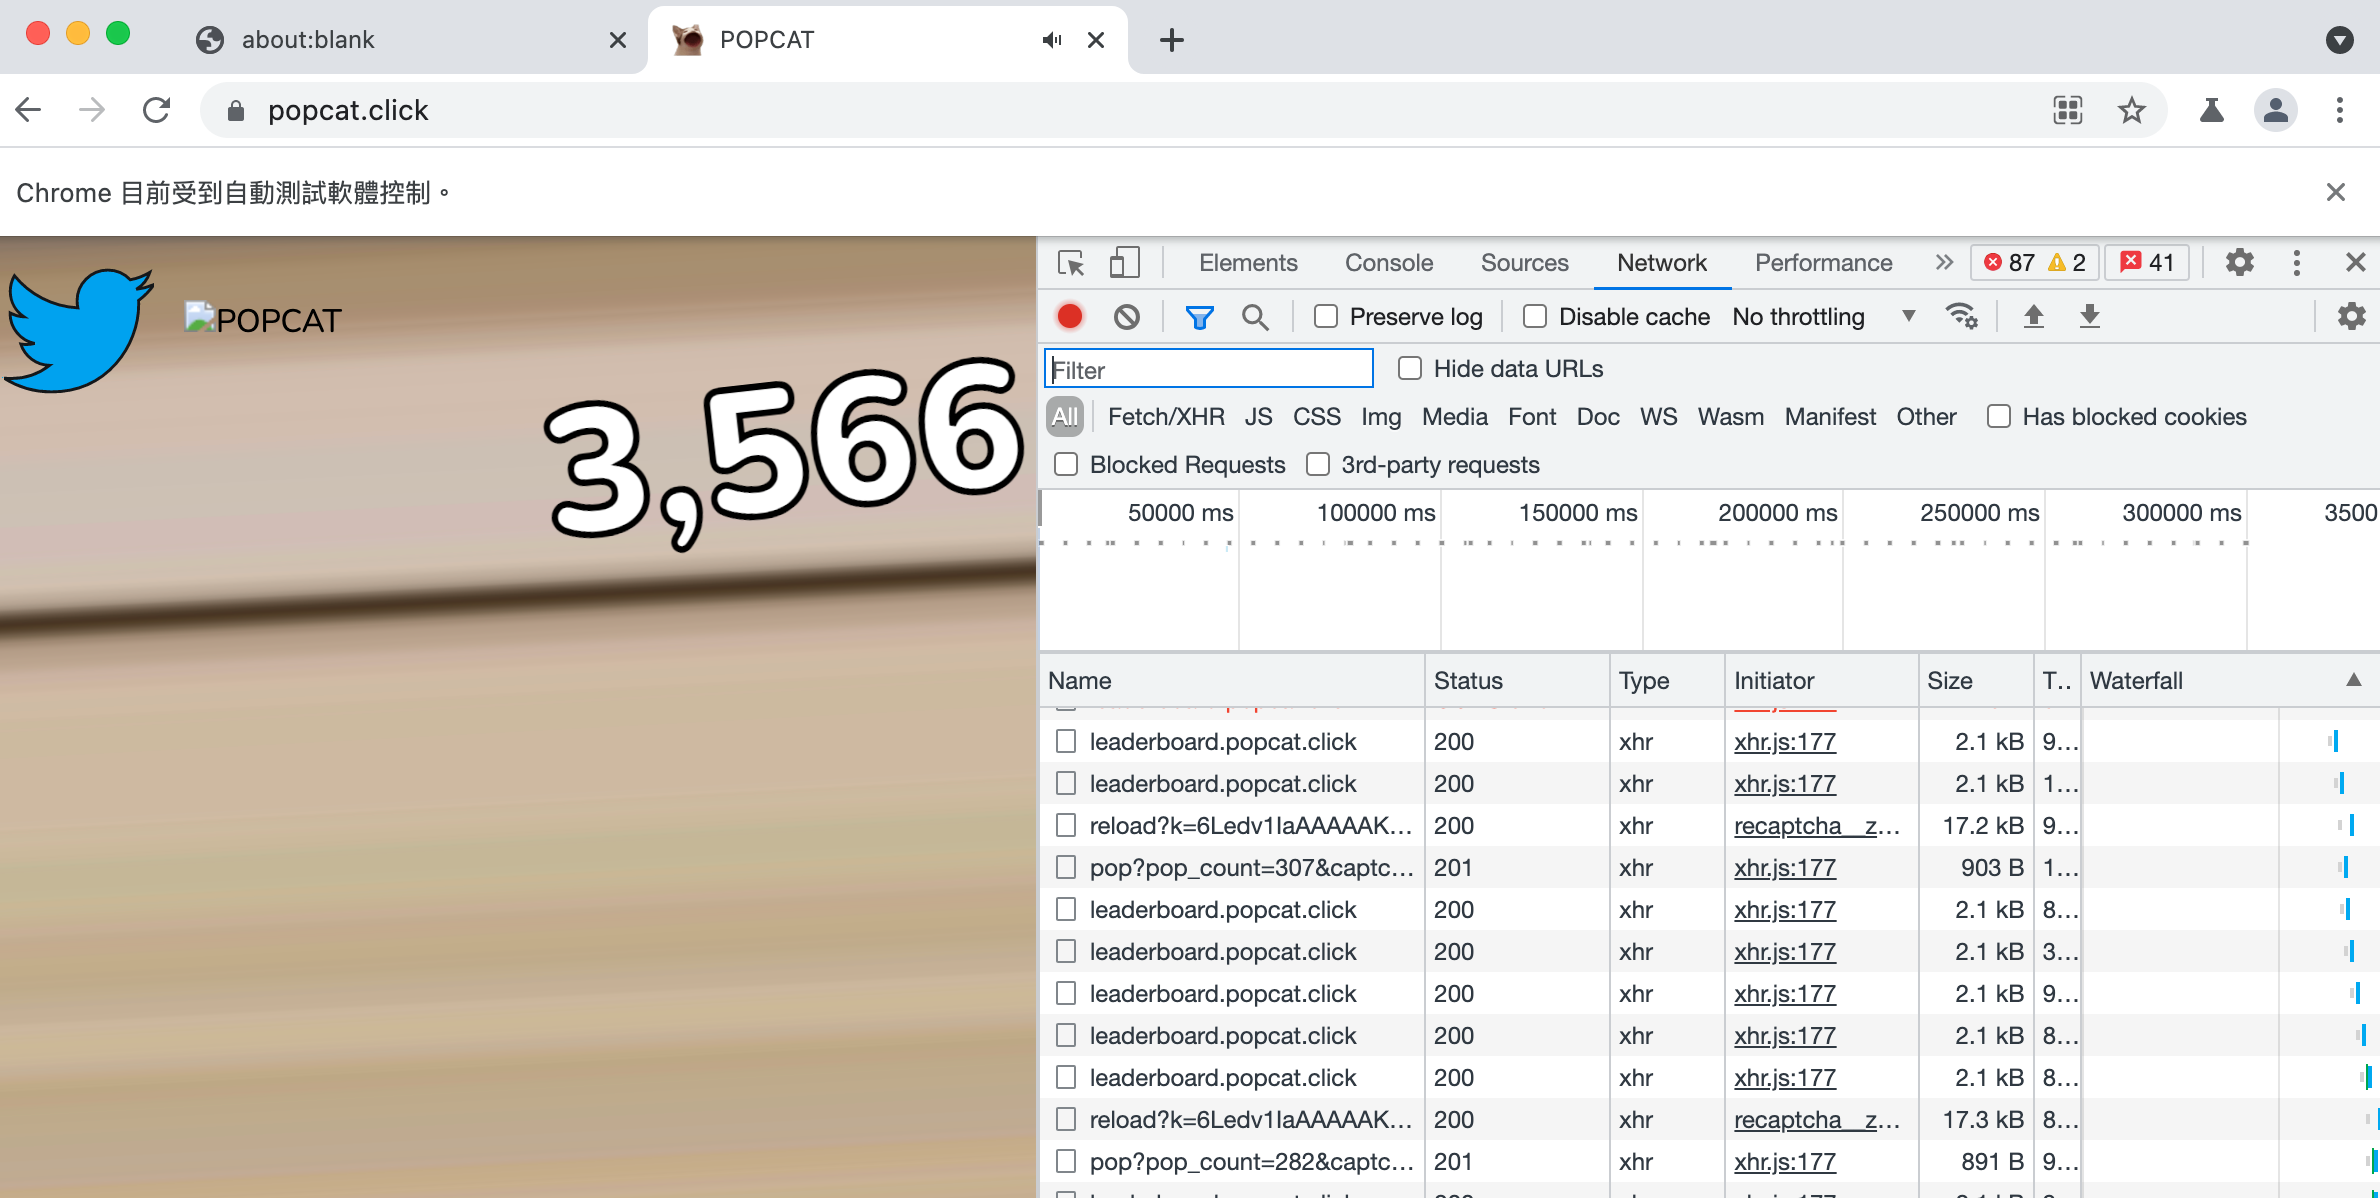 about:blank
POPCAT
popcat.click
Chrome 目前受到自動測試軟體控制。
POPCAT
3,566
Elements Console Sources Network Performance 87 2 41
Preserve log Disable cache No throttling
Filter Hide data URLs
All Fetch/XHR JS CSS Img Media Font Doc WS Wasm Manifest Other Has blocked cookies
Blocked Requests 3rd-party requests
50000 ms 100000 ms 150000 ms 200000 ms 250000 ms 300000 ms 3500
Name Status Type Initiator Size T.. Waterfall
leaderboard.popcat.click 200 xhr xhr.js:177 2.1 kB 9...
leaderboard.popcat.click 200 xhr xhr.js:177 2.1 kB 1...
reload?k=6Ledv1IaAAAAAK... 200 xhr recaptcha__z... 17.2 kB 9...
pop?pop_count=307&captc... 201 xhr xhr.js:177 903 B 1...
leaderboard.popcat.click 200 xhr xhr.js:177 2.1 kB 8...
leaderboard.popcat.click 200 xhr xhr.js:177 2.1 kB 3...
leaderboard.popcat.click 200 xhr xhr.js:177 2.1 kB 9...
leaderboard.popcat.click 200 xhr xhr.js:177 2.1 kB 8...
leaderboard.popcat.click 200 xhr xhr.js:177 2.1 kB 8...
reload?k=6Ledv1IaAAAAAK... 200 xhr recaptcha__z... 17.3 kB 8...
pop?pop_count=282&captc... 201 xhr xhr.js:177 891 B 9...